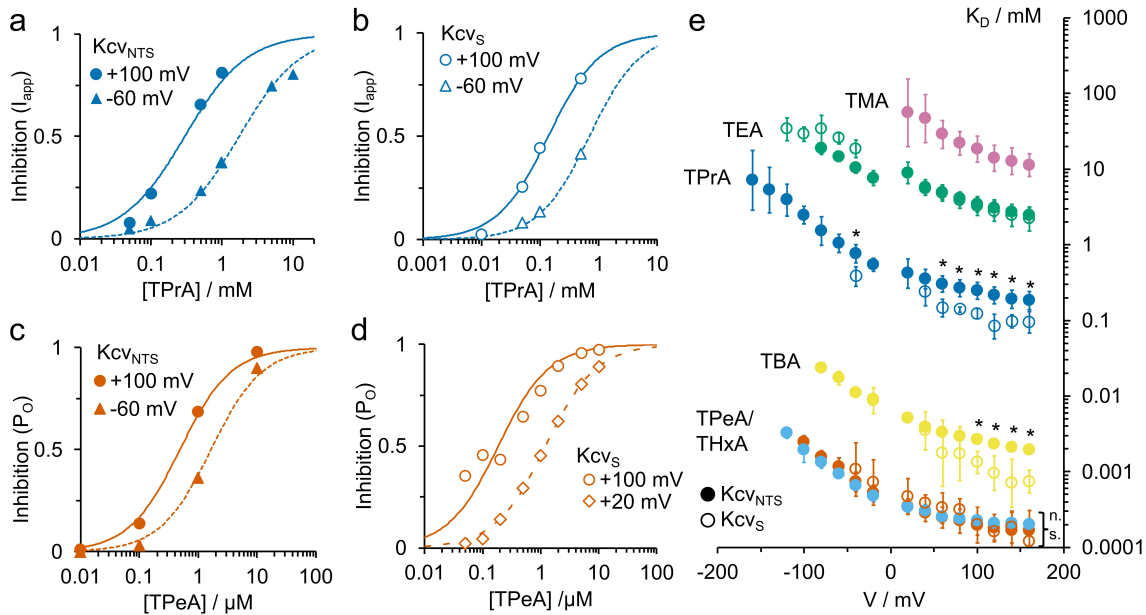 a
Kcv_NTS
+100 mV
-60 mV
Inhibition (I_app)
1
0.5
0
0.01
0.1
1
10
[TPrA] / mM
b
Kcv_S
+100 mV
-60 mV
Inhibition (I_app)
1
0.5
0
0.001
0.01
0.1
1
10
[TPrA] / mM
c
Kcv_NTS
+100 mV
-60 mV
Inhibition (P_O)
1
0.5
0
0.01
0.1
1
10
100
[TPeA] / µM
d
Kcv_S
+100 mV
+20 mV
Inhibition (P_O)
1
0.5
0
0.01
0.1
1
10
100
[TPeA] /µM
e
K_D / mM
1000
100
10
1
0.1
0.01
0.001
0.0001
TMA
TEA
TPrA
*
* * * * * *
TBA
* * * *
TPeA/
THxA
Kcv_NTS
Kcv_S
n.
s.
-200
-100
0
100
200
V / mV